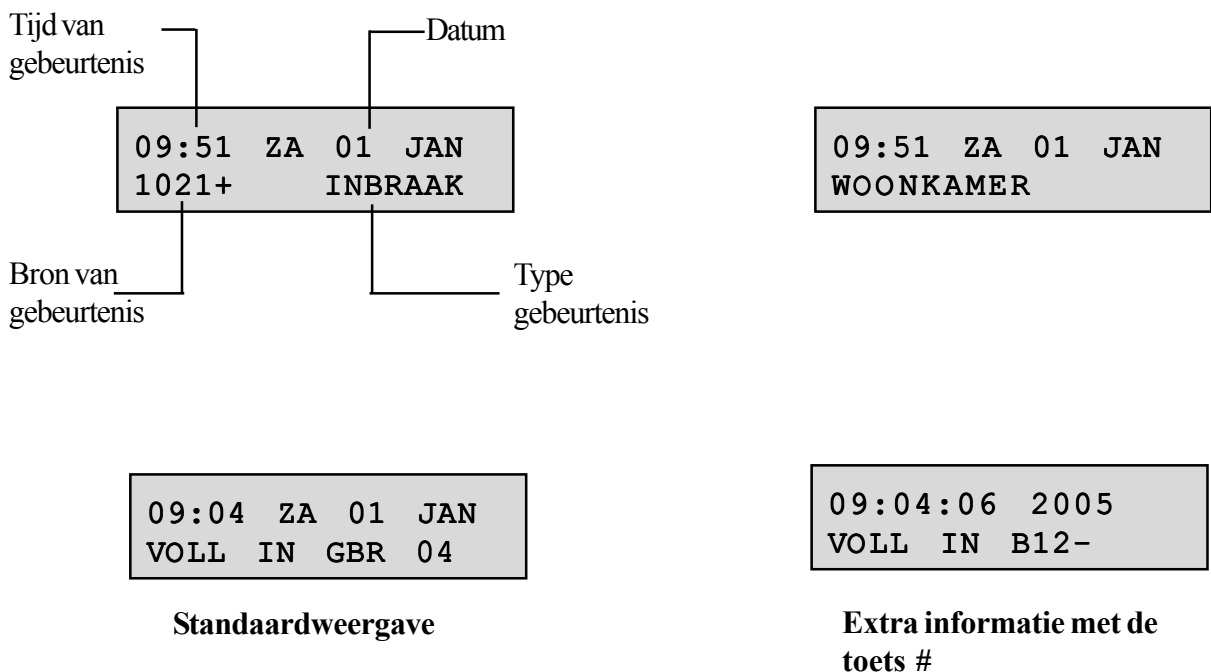 Tijd van
gebeurtenis
Datum
09:51 ZA 01 JAN
1021+ INBRAAK
09:51 ZA 01 JAN
WOONKAMER
Bron van
gebeurtenis
Type
gebeurtenis
09:04 ZA 01 JAN
VOLL IN GBR 04
09:04:06 2005
VOLL IN B12-
Standaardweergave
Extra informatie met de
toets #